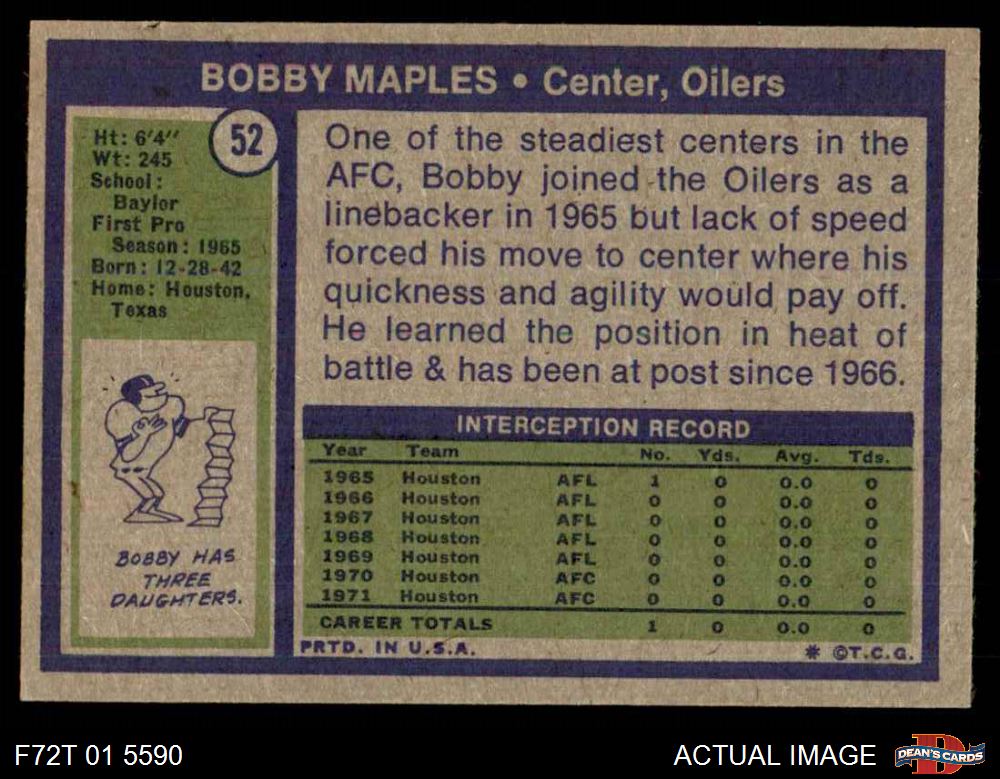 BOBBY MAPLES • Center, Oilers
52
Ht: 6'4"
Wt: 245
School:
Baylor
First Pro
Season: 1965
Born: 12-28-42
Home: Houston,
Texas
BOBBY HAS
THREE
DAUGHTERS.
One of the steadiest centers in the
AFC, Bobby joined the Oilers as a
linebacker in 1965 but lack of speed
forced his move to center where his
quickness and agility would pay off.
He learned the position in heat of
battle & has been at post since 1966.
INTERCEPTION RECORD
Year Team No. Yds. Avg. Tds.
1965 Houston AFL 1 0 0.0 0
1966 Houston AFL 0 0 0.0 0
1967 Houston AFL 0 0 0.0 0
1968 Houston AFL 0 0 0.0 0
1969 Houston AFL 0 0 0.0 0
1970 Houston AFC 0 0 0.0 0
1971 Houston AFC 0 0 0.0 0
CAREER TOTALS 1 0 0.0 0
PRTD. IN U.S.A. * ©T.C.G.
F72T 01 5590 ACTUAL IMAGE DEAN'S CARDS